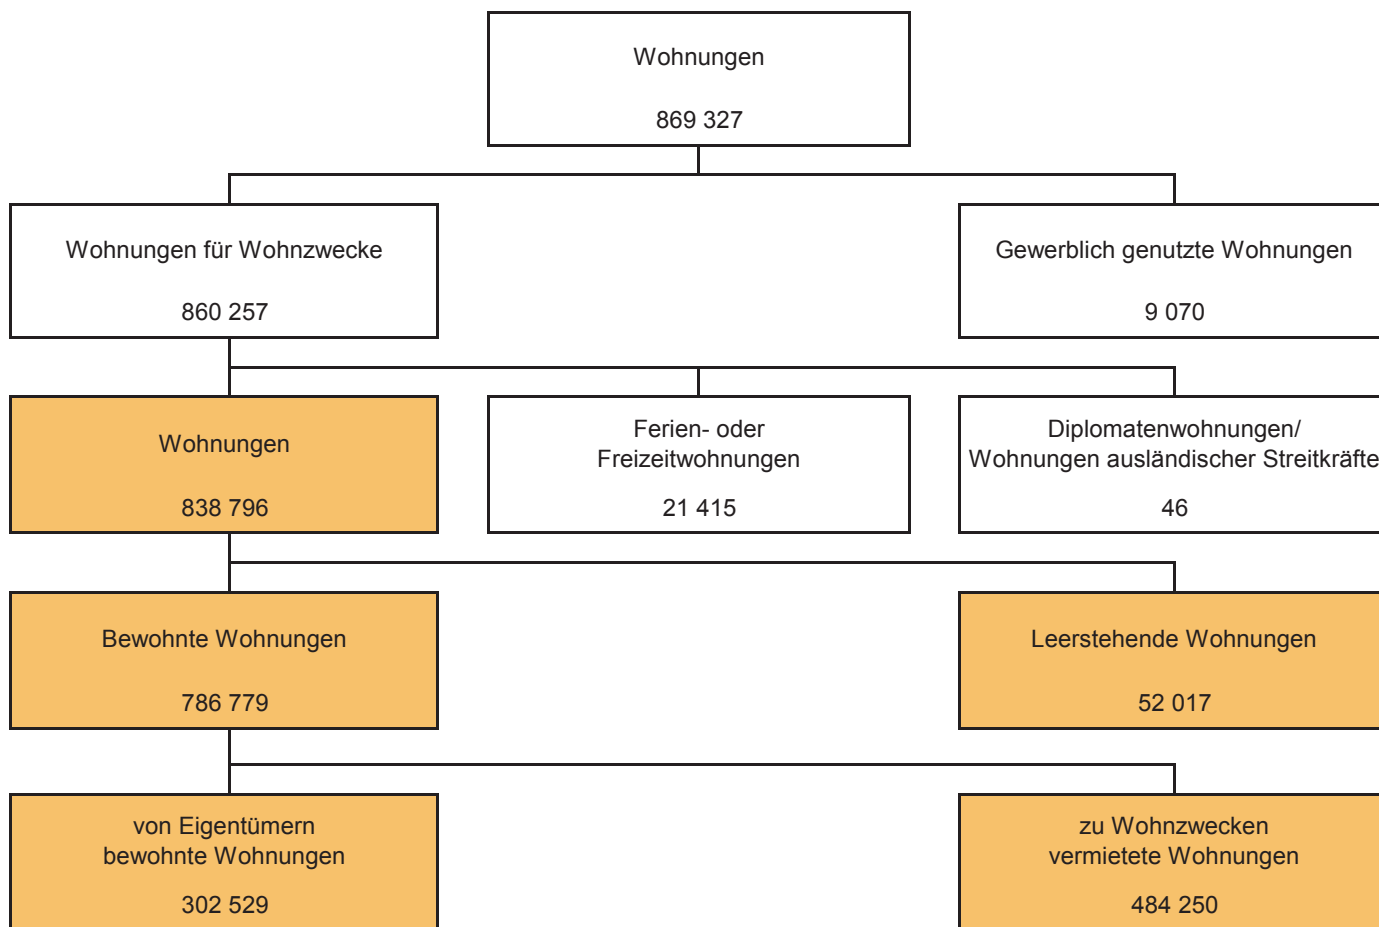 Wohnungen
869 327
Wohnungen für Wohnzwecke
860 257
Gewerblich genutzte Wohnungen
9 070
Wohnungen
838 796
Ferien- oder
Freizeitwohnungen
21 415
Diplomatenwohnungen/
Wohnungen ausländischer Streitkräfte
46
Bewohnte Wohnungen
786 779
Leerstehende Wohnungen
52 017
von Eigentümern
bewohnte Wohnungen
302 529
zu Wohnzwecken
vermietete Wohnungen
484 250